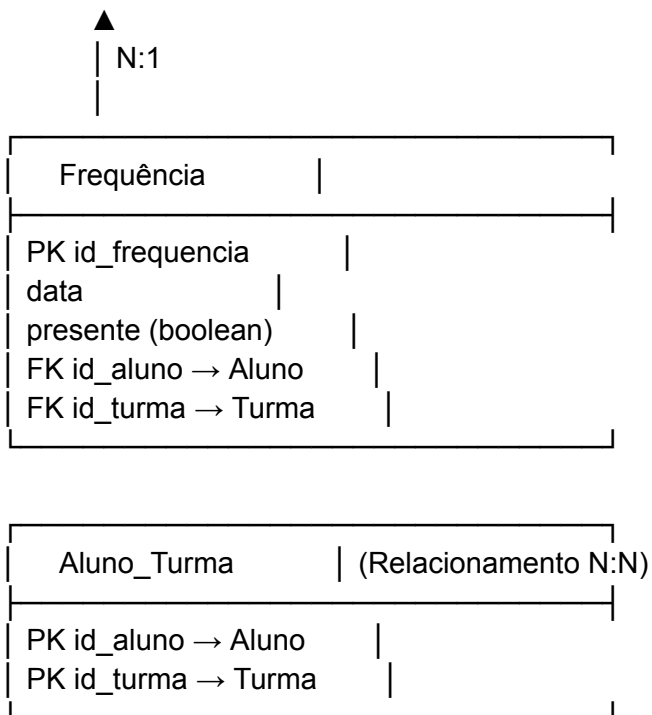 ▲
│ N:1
│
Frequência │
│ PK id_frequencia │
│ data │
│ presente (boolean) │
│ FK id_aluno → Aluno │
│ FK id_turma → Turma │
Aluno_Turma │ (Relacionamento N:N)
│ PK id_aluno → Aluno │
│ PK id_turma → Turma │